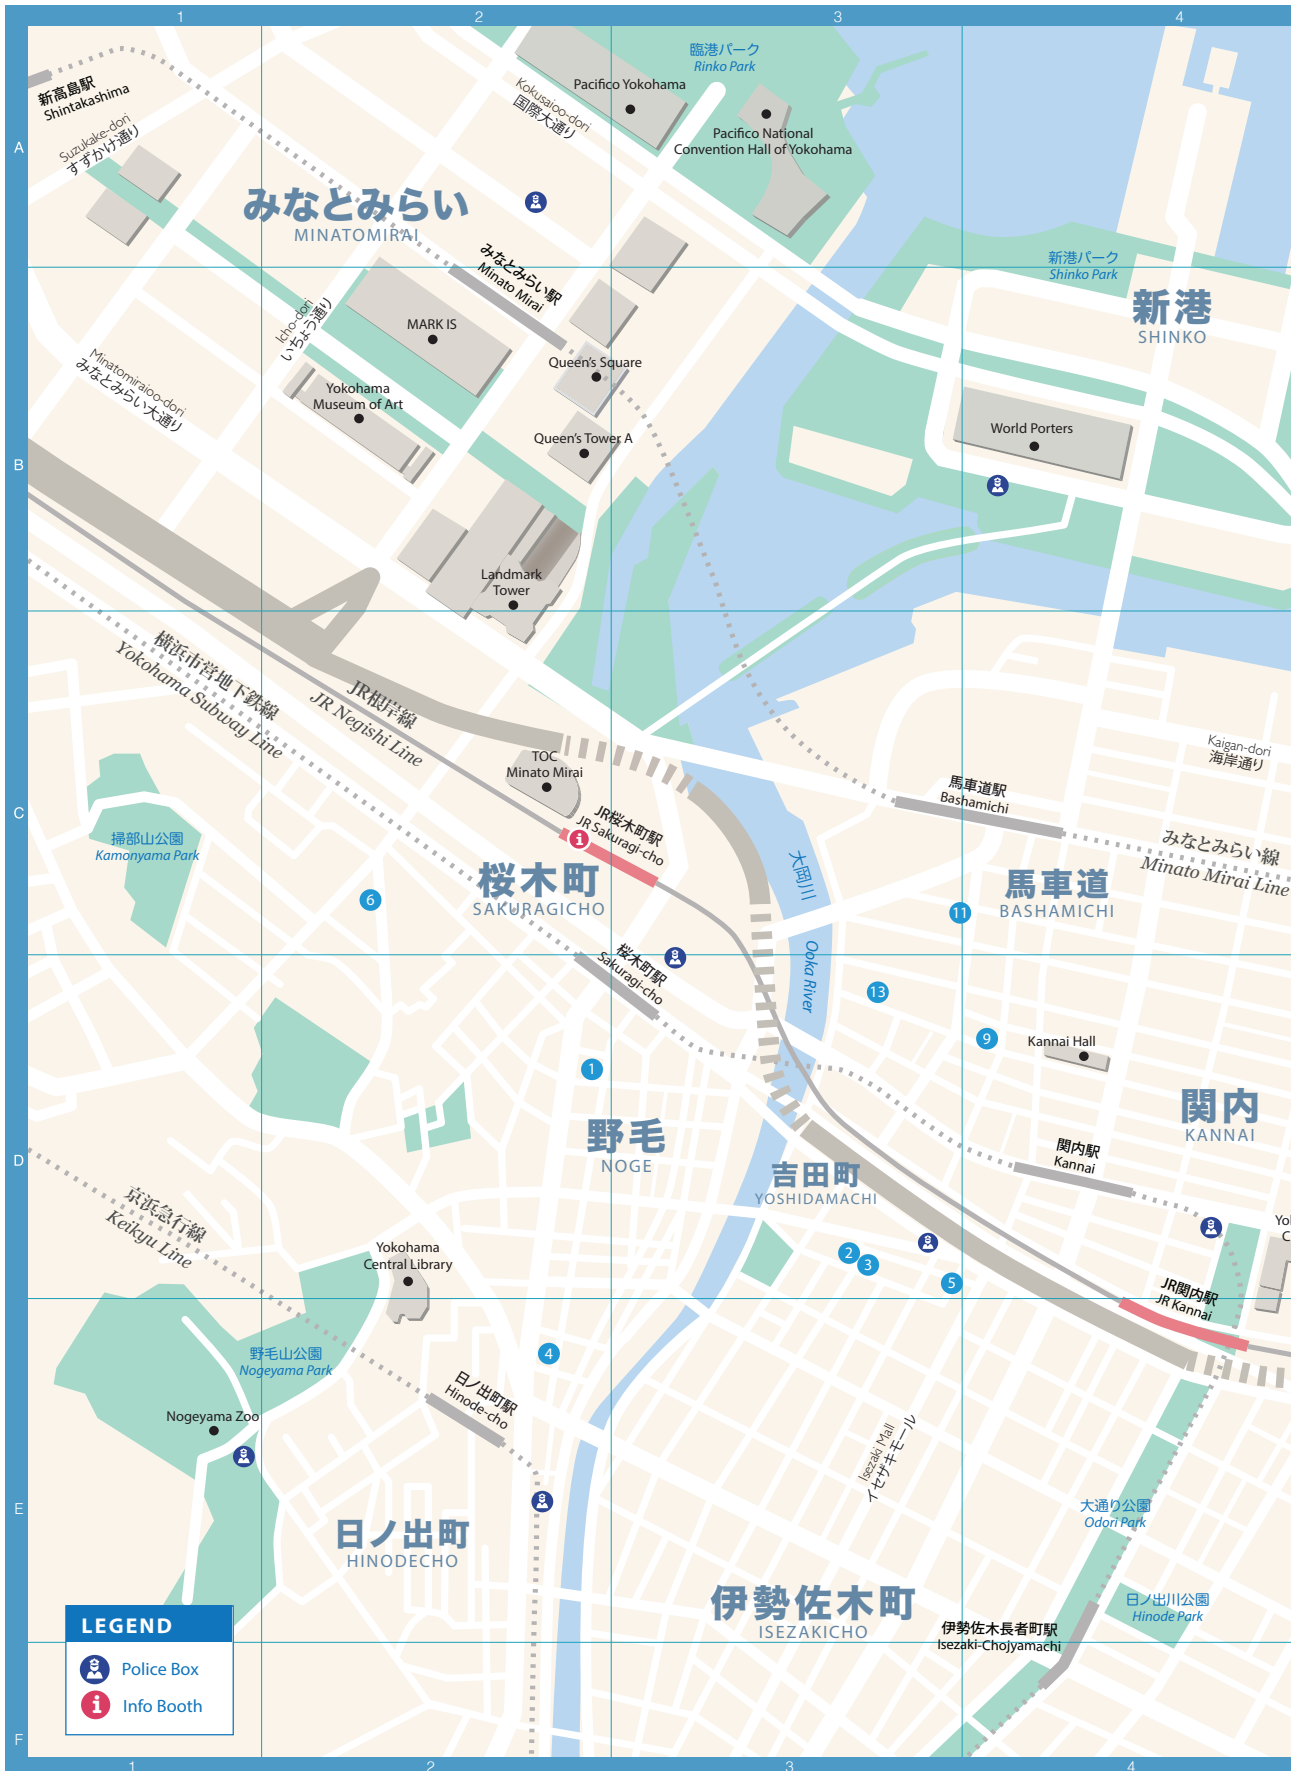 1
2
3
4
A
B
C
D
E
F
新高島駅
Shintakashima
Suzukake-dori
すずかけ通り
みなとみらい
MINATOMIRAI
Kokusaioo-dori
国際大通り
Pacifico Yokohama
臨港パーク
Rinko Park
Pacifico National
Convention Hall of Yokohama
みなとみらい駅
Minato Mirai
新港パーク
Shinko Park
新港
SHINKO
Icho-dori
いちょう通り
MARK IS
Minatomiraioo-dori
みなとみらい大通り
Yokohama
Museum of Art
Queen's Square
Queen's Tower A
World Porters
Landmark
Tower
横浜市営地下鉄線
Yokohama Subway Line
JR根岸線
JR Negishi Line
TOC
Minato Mirai
JR桜木町駅
JR Sakuragi-cho
Kaigan-dori
海岸通り
馬車道駅
Bashamichi
みなとみらい線
Minato Mirai Line
掃部山公園
Kamonyama Park
6
桜木町
SAKURAGICHO
大岡川
Ooka River
馬車道
BASHAMICHI
11
桜木町駅
Sakuragi-cho
13
9
Kannai Hall
1
野毛
NOGE
関内
KANNAI
関内駅
Kannai
吉田町
YOSHIDAMACHI
京浜急行線
Keikyu Line
Yokohama
Central Library
2
3
5
Yo
C
JR関内駅
JR Kannai
野毛山公園
Nogeyama Park
4
日ノ出町駅
Hinode-cho
Nogeyama Zoo
Isezaki Mall
イセザキモール
大通り公園
Odori Park
日ノ出町
HINODECHO
伊勢佐木町
ISEZAKICHO
日ノ出川公園
Hinode Park
伊勢佐木長者町駅
Isezaki-Chojyamachi
LEGEND
Police Box
Info Booth
1
2
3
4